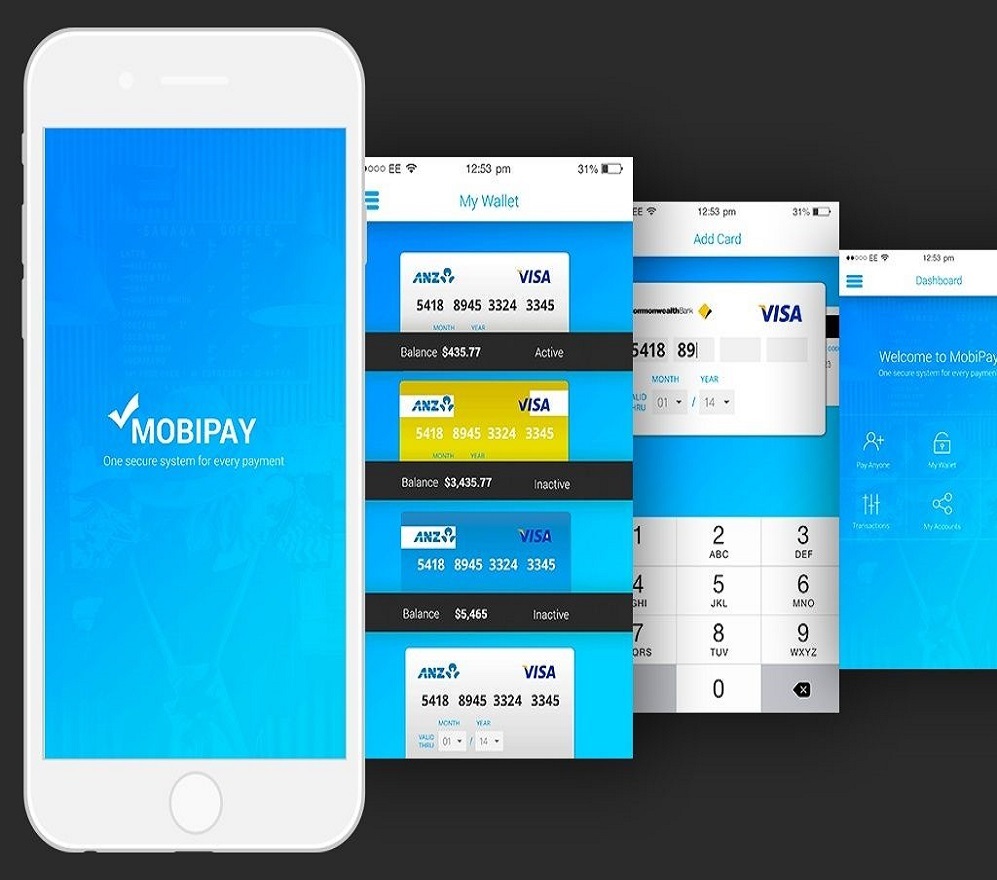 MOBIPAY
One secure system for every payment
EE 12:53 pm 31%
My Wallet
ANZ VISA
5418 8945 3324 3345
MONTH YEAR
Balance $435.77 Active
ANZ VISA
5418 8945 3324 3345
MONTH YEAR
Balance $3,435.77 Inactive
ANZ VISA
5418 8945 3324 3345
Balance $5,465 Inactive
ANZ VISA
5418 8945 3324 3345
MONTH YEAR
VALID THRU 01 / 14
EE 12:53 pm 31%
Add Card
ommonwealthBank VISA
5418 89
MONTH YEAR
ALID HRU 01 / 14
1 2 3
ABC DEF
4 5 6
GHI JKL MNO
7 8 9
QRS TUV WXYZ
0
EE 12:53 pm
Dashboard
Welcome to MobiPay
One secure system for every paymen
Pay Anyone My Wallet
Transactions My Accounts